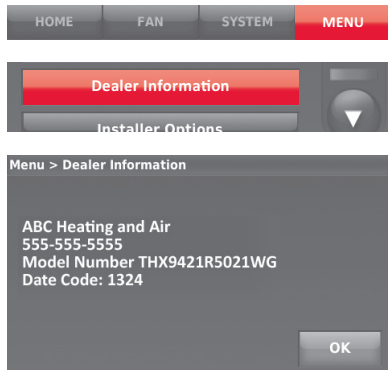 HOME FAN SYSTEM MENU
Dealer Information
Installer Options
Menu > Dealer Information
ABC Heating and Air
555-555-5555
Model Number THX9421R5021WG
Date Code: 1324
OK